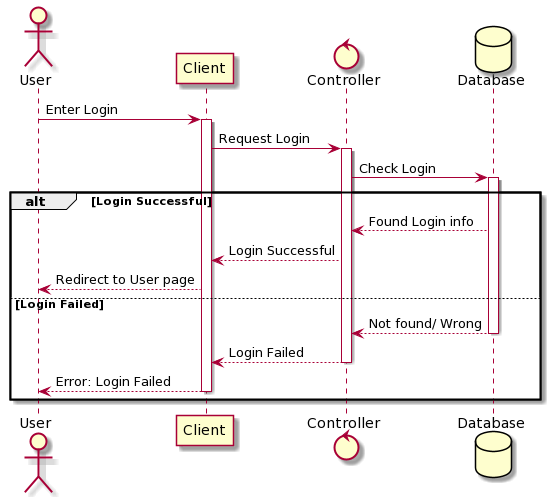 User
Client
Controller
Database
Enter Login
Request Login
Check Login
alt [Login Successful]
Found Login info
Login Successful
Redirect to User page
[Login Failed]
Not found/ Wrong
Login Failed
Error: Login Failed
User
Client
Controller
Database